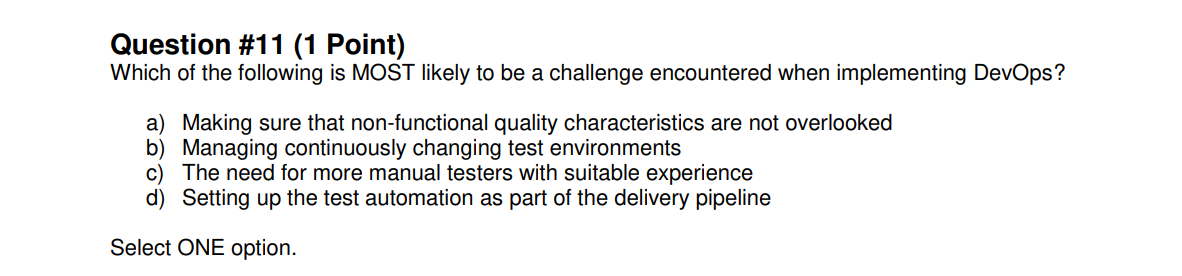 Question #11 (1 Point)
Which of the following is MOST likely to be a challenge encountered when implementing DevOps?
a) Making sure that non-functional quality characteristics are not overlooked
b) Managing continuously changing test environments
c) The need for more manual testers with suitable experience
d) Setting up the test automation as part of the delivery pipeline
Select ONE option.